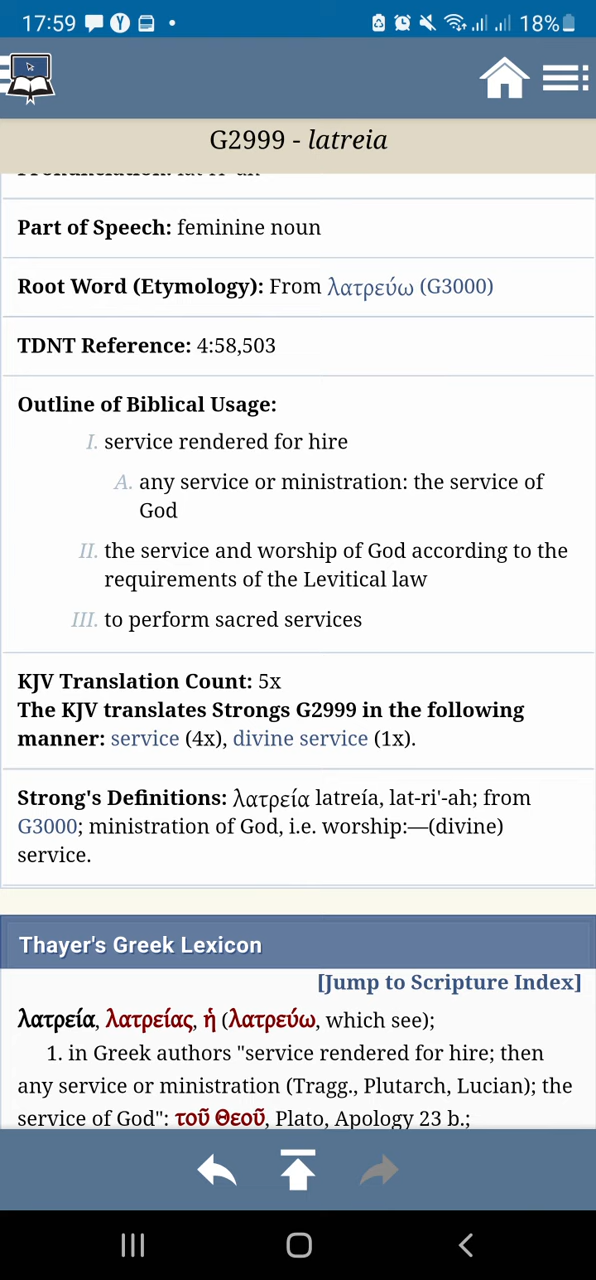 17:59
18%
G2999 - latreia
Part of Speech: feminine noun
Root Word (Etymology): From λατρεύω (G3000)
TDNT Reference: 4:58,503
Outline of Biblical Usage:
I. service rendered for hire
A. any service or ministration: the service of
God
II. the service and worship of God according to the
requirements of the Levitical law
III. to perform sacred services
KJV Translation Count: 5x
The KJV translates Strongs G2999 in the following
manner: service (4x), divine service (1x).
Strong's Definitions: λατρεία latreía, lat-ri'-ah; from
G3000; ministration of God, i.e. worship:—(divine)
service.
Thayer's Greek Lexicon
[Jump to Scripture Index]
λατρεία, λατρείας, ἡ (λατρεύω, which see);
1. in Greek authors "service rendered for hire; then
any service or ministration (Tragg., Plutarch, Lucian); the
service of God": τοῦ Θεοῦ, Plato, Apology 23 b.;